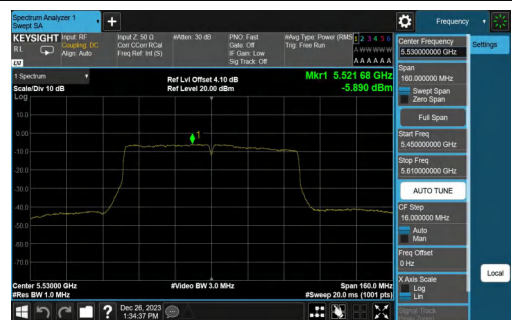 Spectrum Analyzer 1
Swept SA
+
Frequency
KEYSIGHT
Input: RF
Coupling: DC
Align: Auto
Input Z: 50 Ω
Corr CCorr RCal
Freq Ref: Int (S)
#Atten: 30 dB
PNO: Fast
Gate: Off
IF Gain: Low
Sig Track: Off
#Avg Type: Power (RMS
Trig: Free Run
1 2 3 4 5 6
A W W W W W
A A A A A A
1 Spectrum
Scale/Div 10 dB
Ref Lvl Offset 4.10 dB
Ref Level 20.00 dBm
Mkr1 5.521 68 GHz
-5.890 dBm
Log
10.0
0.00
-10.0
-20.0
-30.0
-40.0
-50.0
-60.0
-70.0
1
Center 5.53000 GHz
#Res BW 1.0 MHz
#Video BW 3.0 MHz
Span 160.0 MHz
#Sweep 20.0 ms (1001 pts)
Center Frequency
5.530000000 GHz
Settings
Span
160.000000 MHz
Swept Span
Zero Span
Full Span
Start Freq
5.450000000 GHz
Stop Freq
5.610000000 GHz
AUTO TUNE
CF Step
16.000000 MHz
Auto
Man
Freq Offset
0 Hz
X Axis Scale
Log
Lin
Local
Signal Track
?
Dec 26, 2023
1:34:37 PM